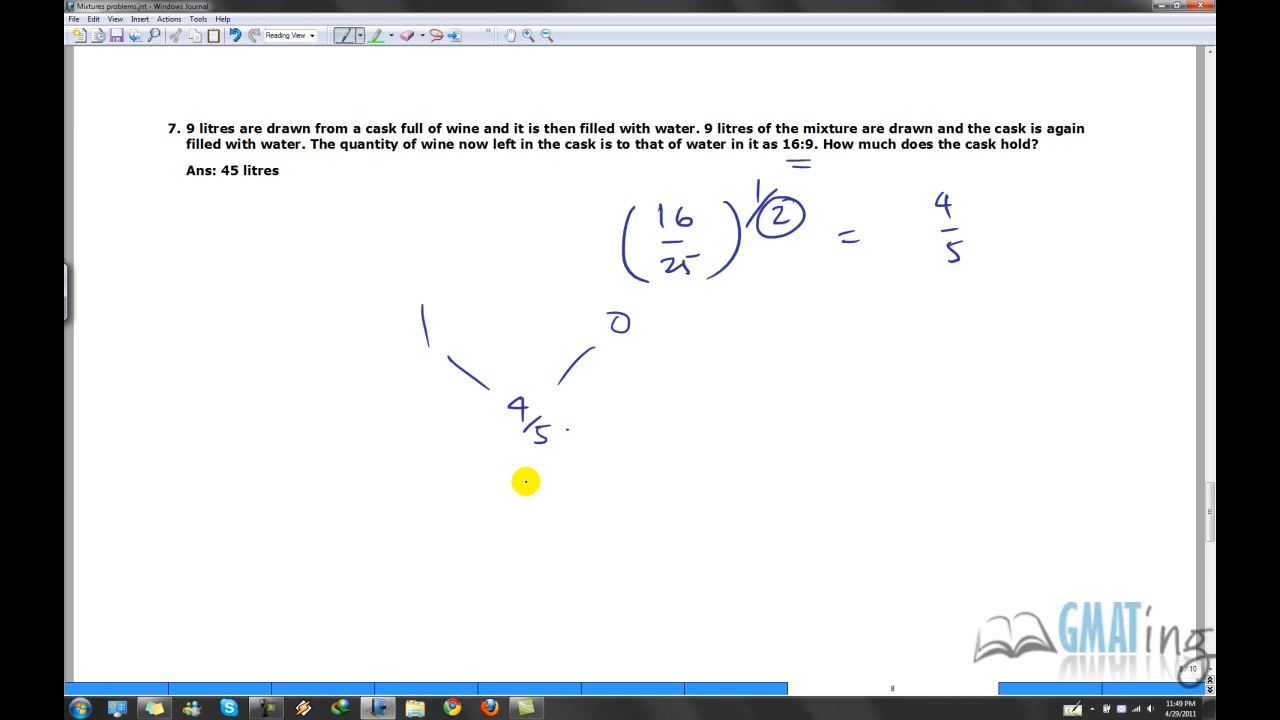 Mixtures problems.jnt - Windows Journal
File Edit View Insert Actions Tools Help
Reading View
7. 9 litres are drawn from a cask full of wine and it is then filled with water. 9 litres of the mixture are drawn and the cask is again
filled with water. The quantity of wine now left in the cask is to that of water in it as 16:9. How much does the cask hold?
Ans: 45 litres
(16/25)^1/2 = 4/5
1 0
4/5
GMATing
8 / 10
8
11:49 PM
4/29/2011